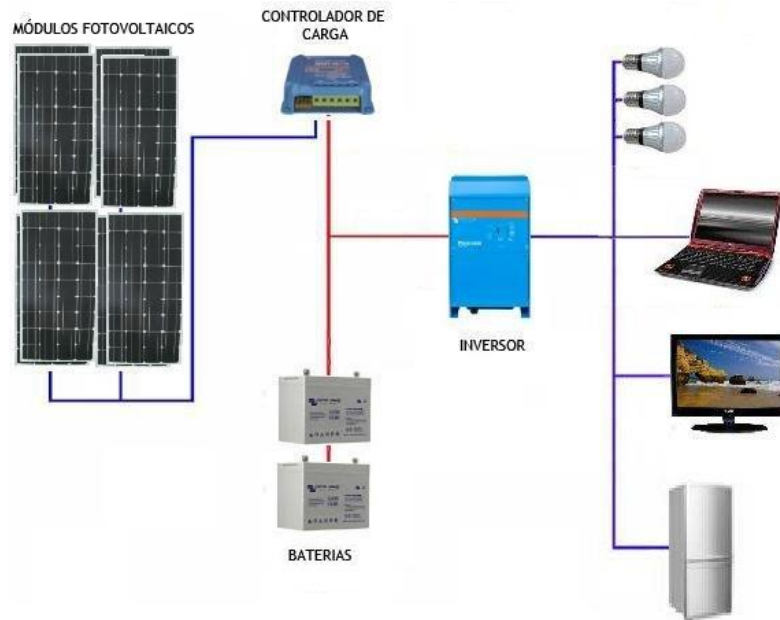 MÓDULOS FOTOVOLTAICOS
CONTROLADOR DE
CARGA
INVERSOR
BATERIAS